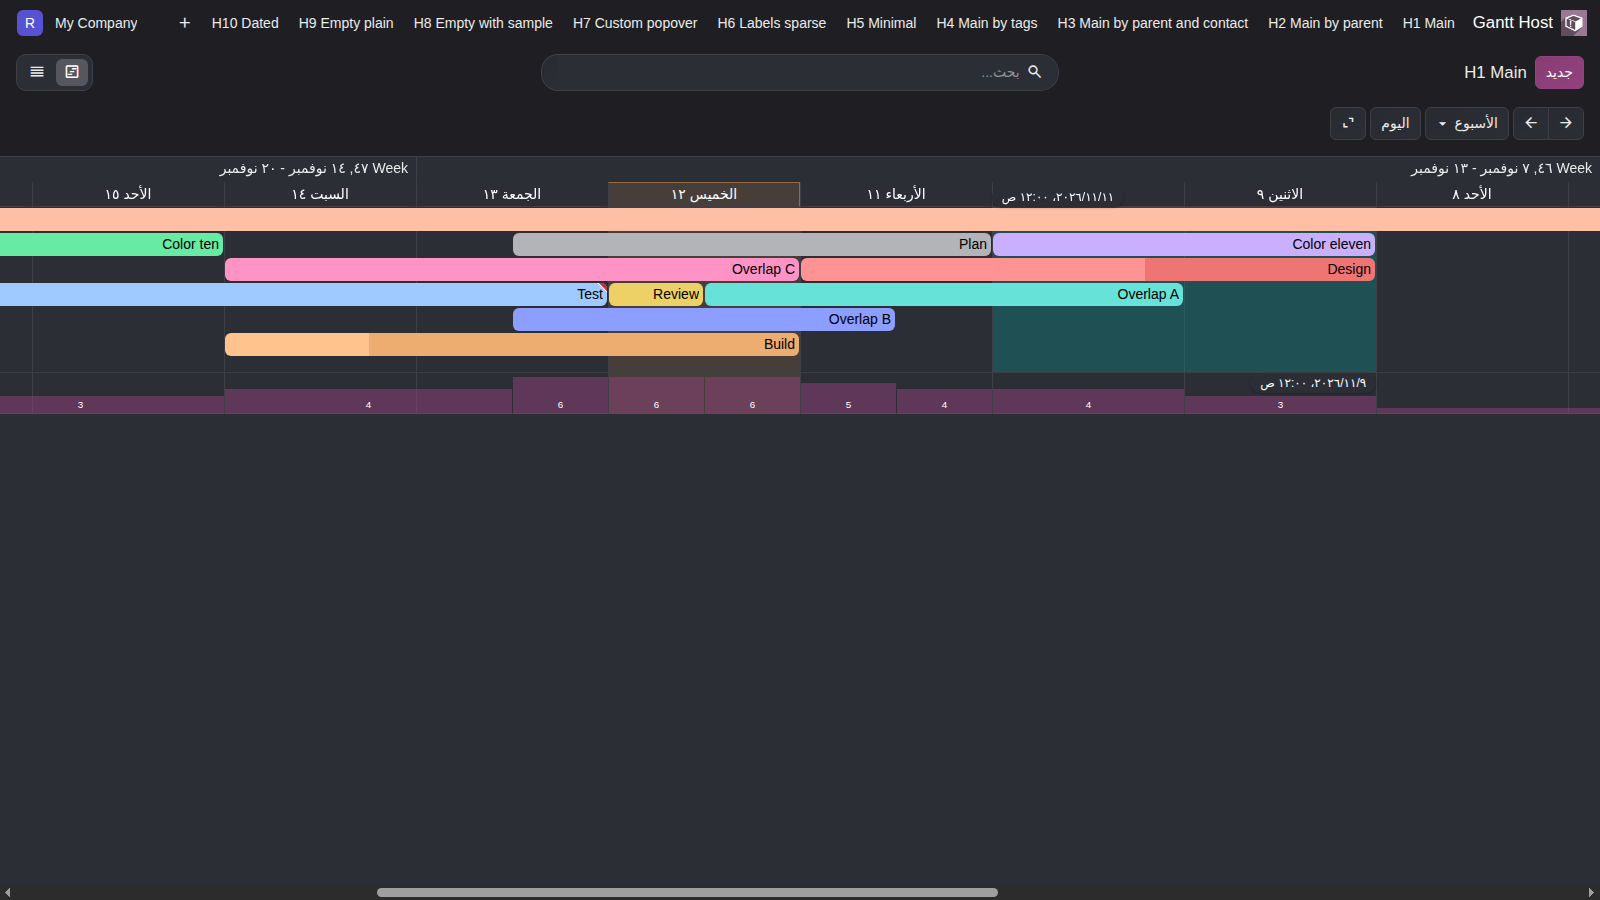 Gantt Host
H1 Main
H2 Main by parent
H3 Main by parent and contact
H4 Main by tags
H5 Minimal
H6 Labels sparse
H7 Custom popover
H8 Empty with sample
H9 Empty plain
H10 Dated
+
My Company
R
جديد
H1 Main
بحث...
الأسبوع
اليوم
Week ٤٦, ٧ نوفمبر - ١٣ نوفمبر
Week ٤٧, ١٤ نوفمبر - ٢٠ نوفمبر
الأحد ٨
الاثنين ٩
٢٠٢٦/١١/١١، ١٢:٠٠ ص
الأربعاء ١١
الخميس ١٢
الجمعة ١٣
السبت ١٤
الأحد ١٥
Color eleven
Plan
Color ten
Design
Overlap C
Overlap A
Review
Test
Overlap B
Build
٢٠٢٦/١١/٩، ١٢:٠٠ ص
3
4
4
5
6
6
6
4
3